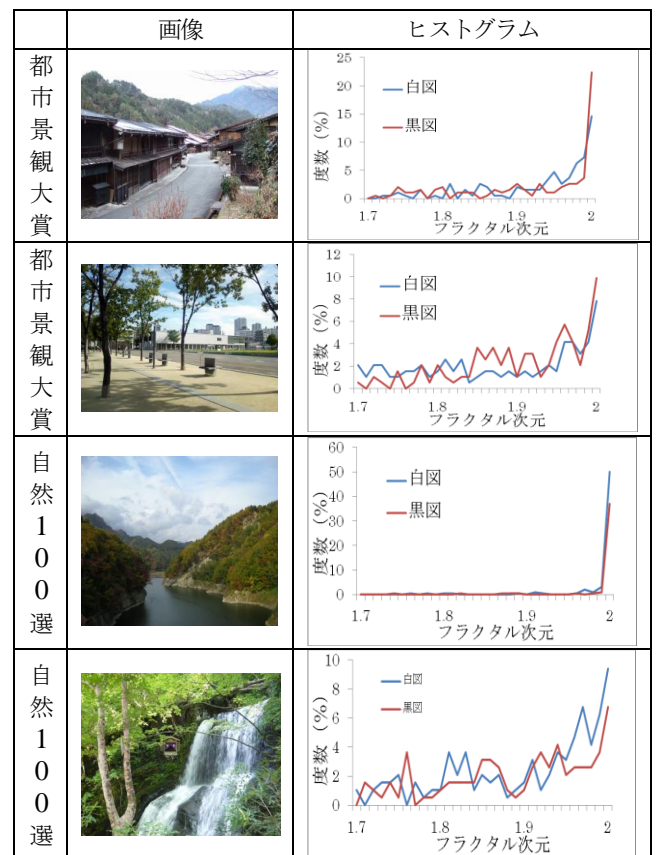 画像 ヒストグラム
都市景観大賞
25
20
15
10
5
0
度数（%）
白図
黒図
1.7 1.8 1.9 2
フラクタル次元
都市景観大賞
12
10
8
6
4
2
0
度数（%）
白図
黒図
1.7 1.8 1.9 2
フラクタル次元
自然100選
60
50
40
30
20
10
0
度数（%）
白図
黒図
1.7 1.8 1.9 2
フラクタル次元
自然100選
10
8
6
4
2
0
度数（%）
白図
黒図
1.7 1.8 1.9 2
フラクタル次元